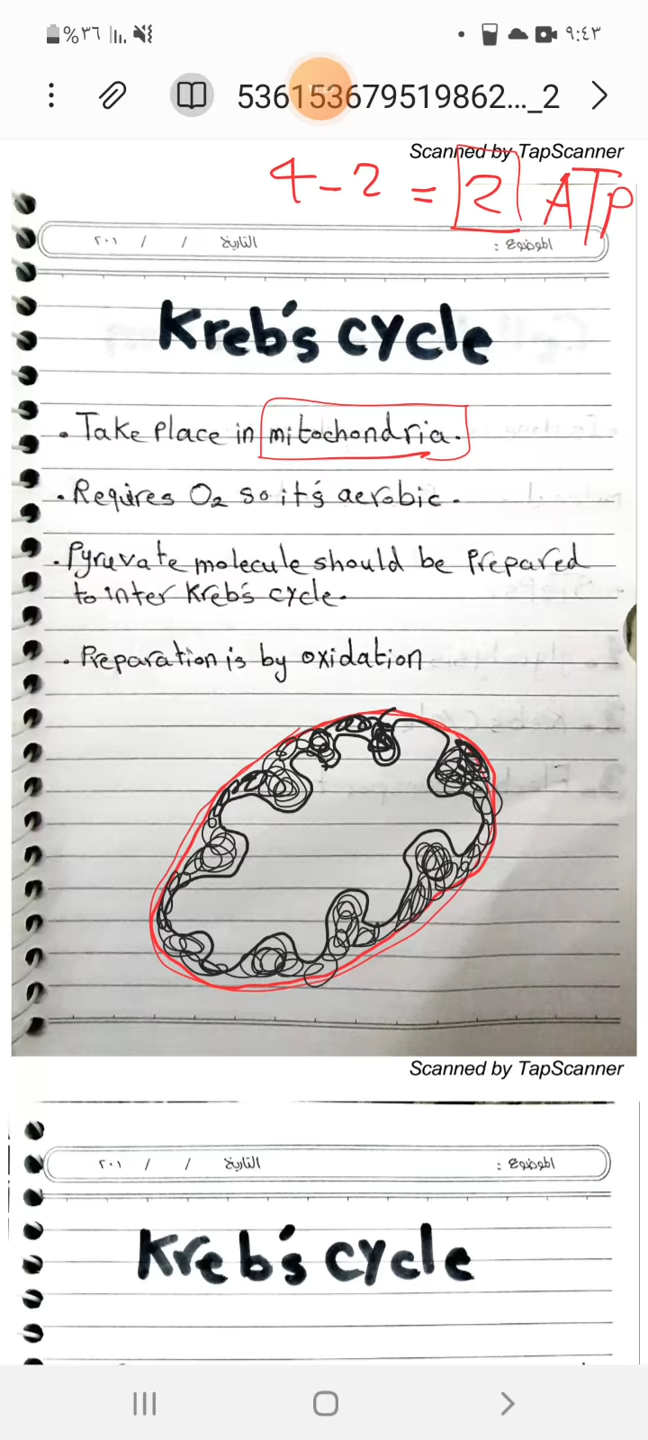 %٣٦
٩:٤٣
536153679519862..._2
Scanned by TapScanner
4-2 = 2 ATP
الموضوع : التاريخ / / ٢٠١
Kreb's cycle
. Take Place in mitochondria.
. Requires O2 so it's aerobic.
. Pyruvate molecule should be Prepared
to inter Kreb's cycle.
. Preparation is by oxidation
Scanned by TapScanner
الموضوع : التاريخ / / ٢٠١
Kreb's cycle